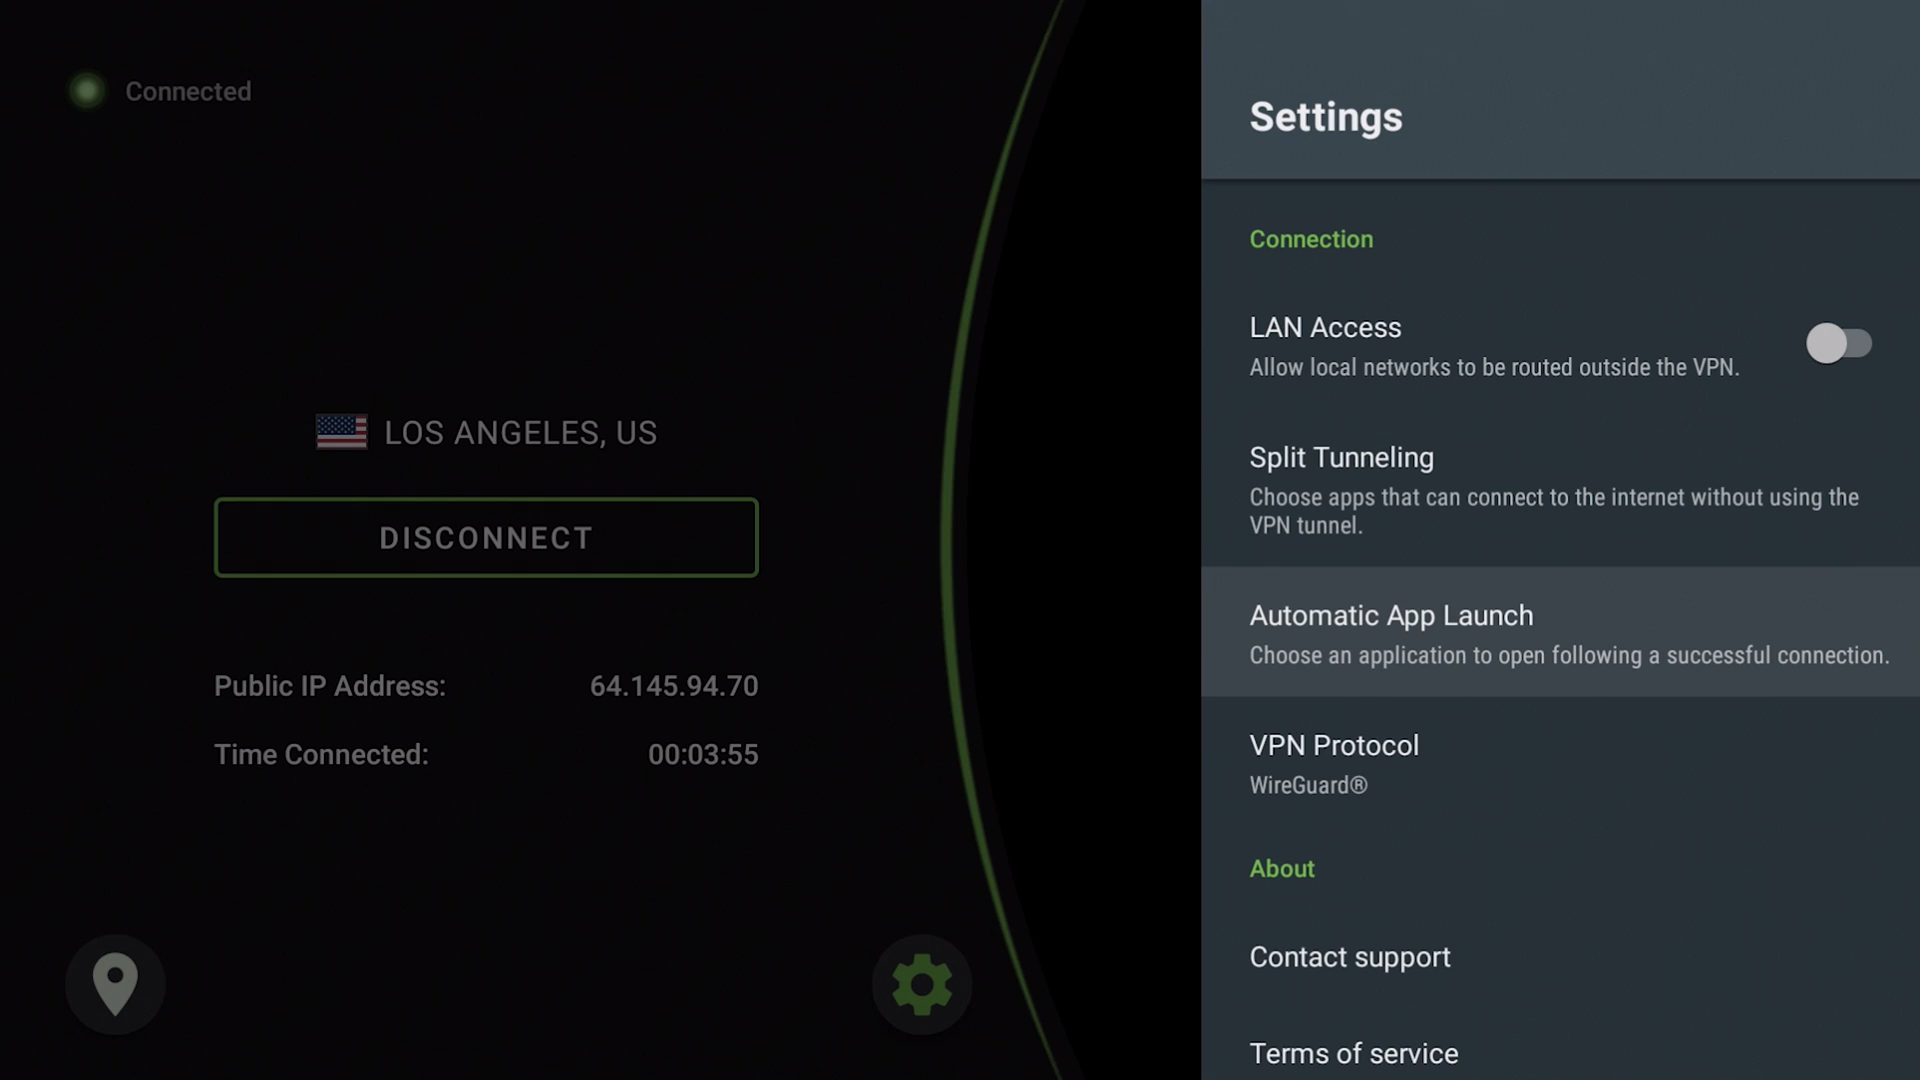 Connected
LOS ANGELES, US
DISCONNECT
Public IP Address: 64.145.94.70
Time Connected: 00:03:55
Settings
Connection
LAN Access
Allow local networks to be routed outside the VPN.
Split Tunneling
Choose apps that can connect to the internet without using the
VPN tunnel.
Automatic App Launch
Choose an application to open following a successful connection.
VPN Protocol
WireGuard®
About
Contact support
Terms of service